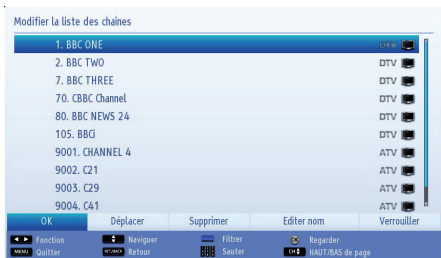 Modifier la liste des chaines
1. BBC ONE DTV
2. BBC TWO DTV
7. BBC THREE DTV
70. CBBC Channel DTV
80. BBC NEWS 24 DTV
105. BBCi DTV
9001. CHANNEL 4 ATV
9002. C21 ATV
9003. C29 ATV
9004. C41 ATV
OK Déplacer Supprimer Editer nom Verrouiller
Fonction Naviguer Filtrer Regarder
MENU Quitter RET/BACK Retour Sauter CH HAUT/BAS de page